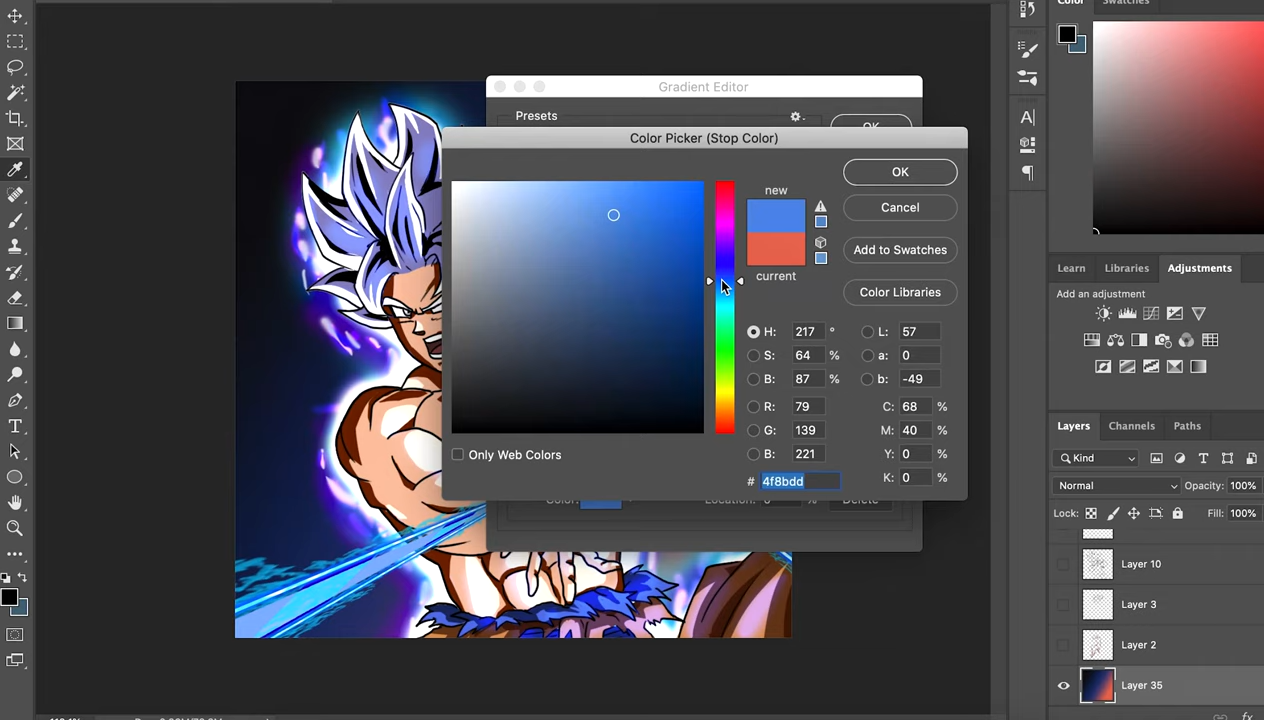 Color Swatches
Gradient Editor
Presets
OK
Color Picker (Stop Color)
new
current
OK
Cancel
Add to Swatches
Color Libraries
H: 217 °
S: 64 %
B: 87 %
R: 79
G: 139
B: 221
L: 57
a: 0
b: -49
C: 68 %
M: 40 %
Y: 0 %
K: 0 %
# 4f8bdd
Only Web Colors
Color: Location: %
Delete
Learn Libraries Adjustments
Add an adjustment
Layers Channels Paths
Kind
Normal Opacity: 100%
Lock: Fill: 100%
Layer 10
Layer 3
Layer 2
Layer 35
fx